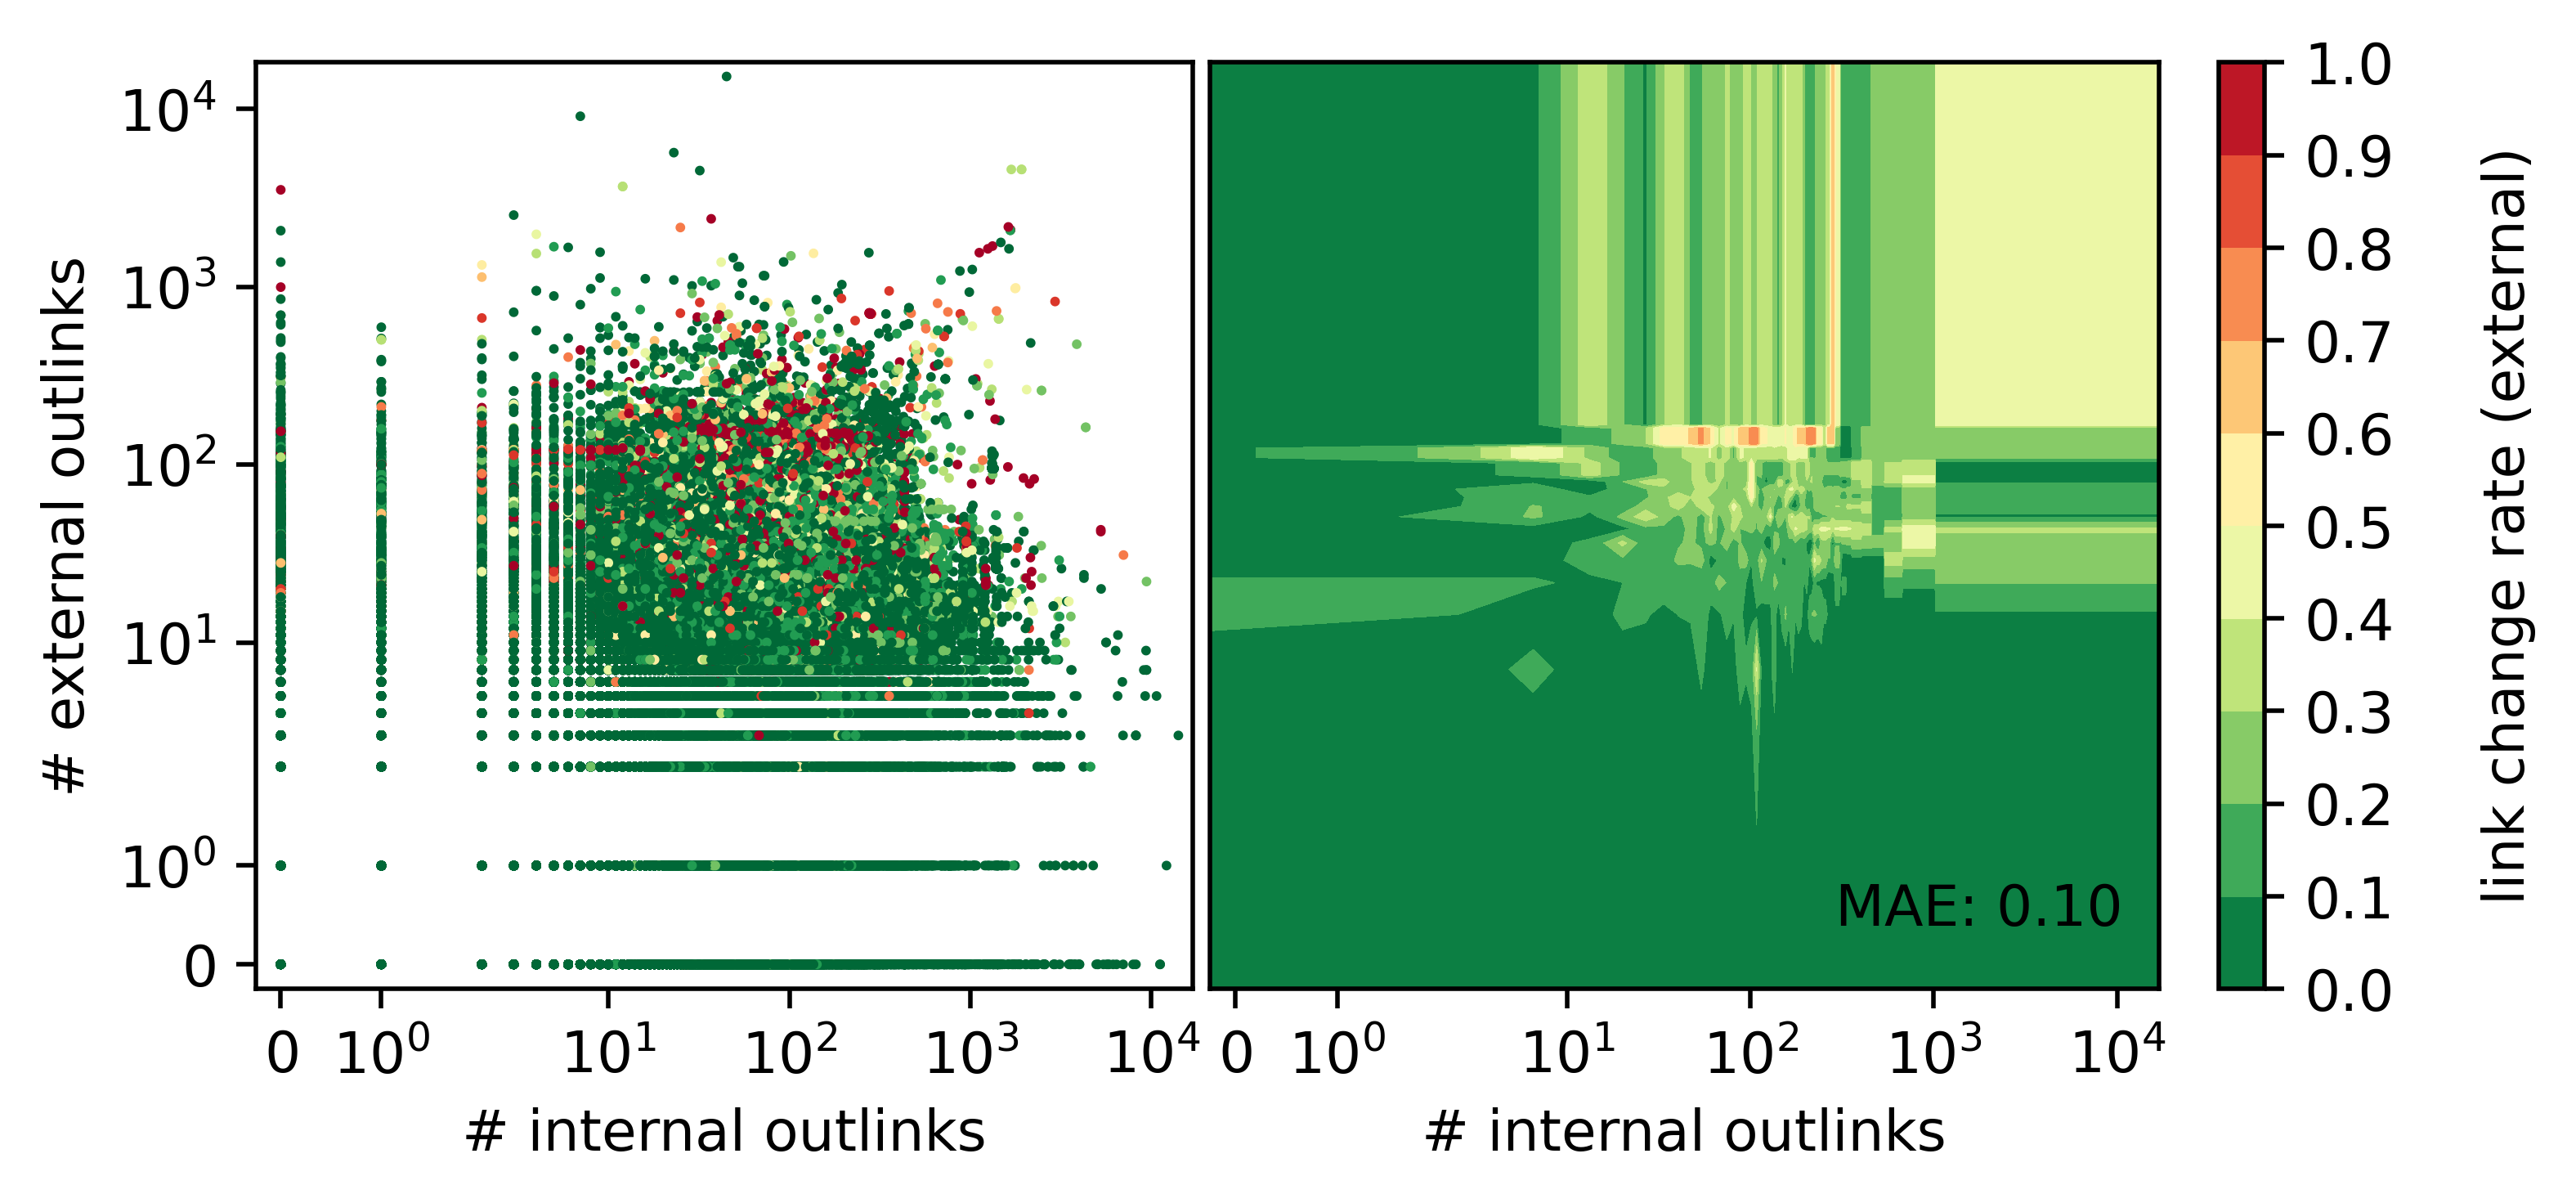 10⁴
10³
10²
10¹
10⁰
0
# external outlinks
0 10⁰ 10¹ 10² 10³ 10⁴
# internal outlinks
MAE: 0.10
0 10⁰ 10¹ 10² 10³ 10⁴
# internal outlinks
1.0
0.9
0.8
0.7
0.6
0.5
0.4
0.3
0.2
0.1
0.0
link change rate (external)